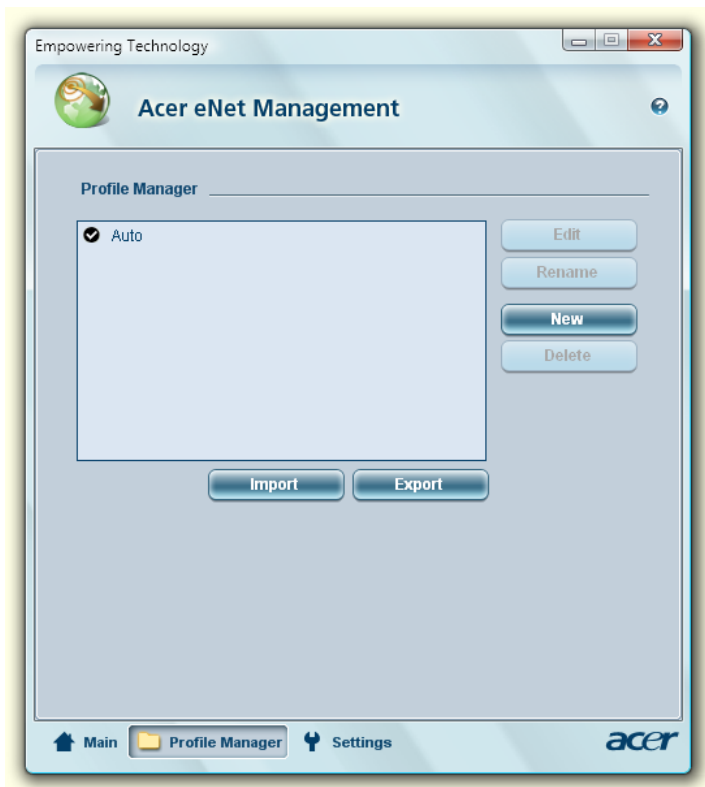 Empowering Technology
Acer eNet Management
Profile Manager
Auto
Edit
Rename
New
Delete
Import Export
Main Profile Manager Settings acer